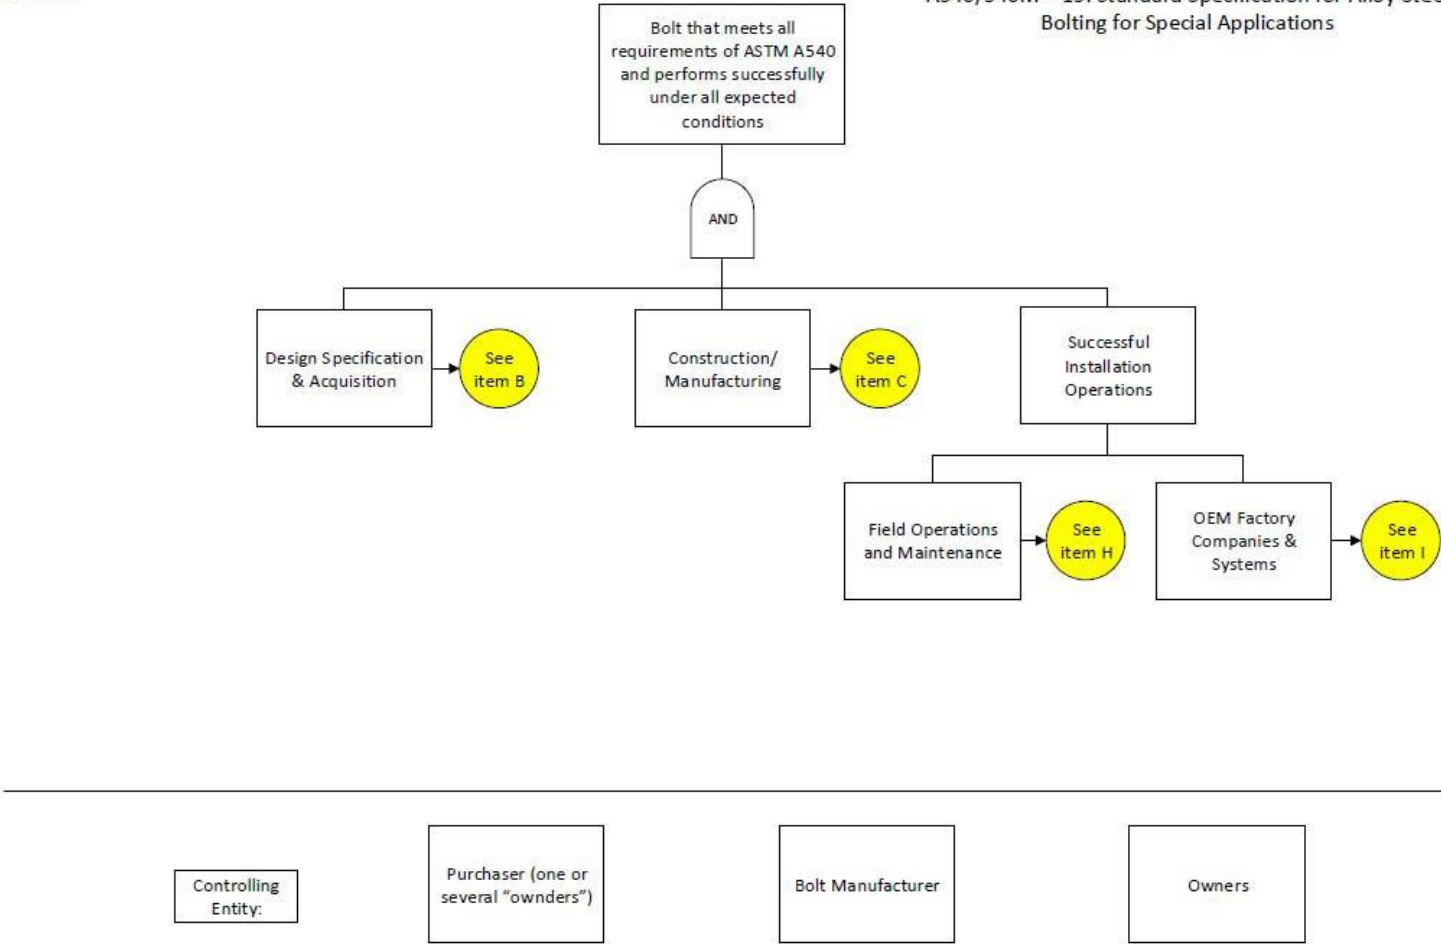 Bolting for Special Applications
Bolt that meets all
requirements of ASTM A540
and performs successfully
under all expected
conditions
AND
Design Specification
& Acquisition
See
item B
Construction/
Manufacturing
See
item C
Successful
Installation
Operations
Field Operations
and Maintenance
See
item H
OEM Factory
Companies &
Systems
See
item I
Controlling
Entity:
Purchaser (one or
several “ownders”)
Bolt Manufacturer
Owners